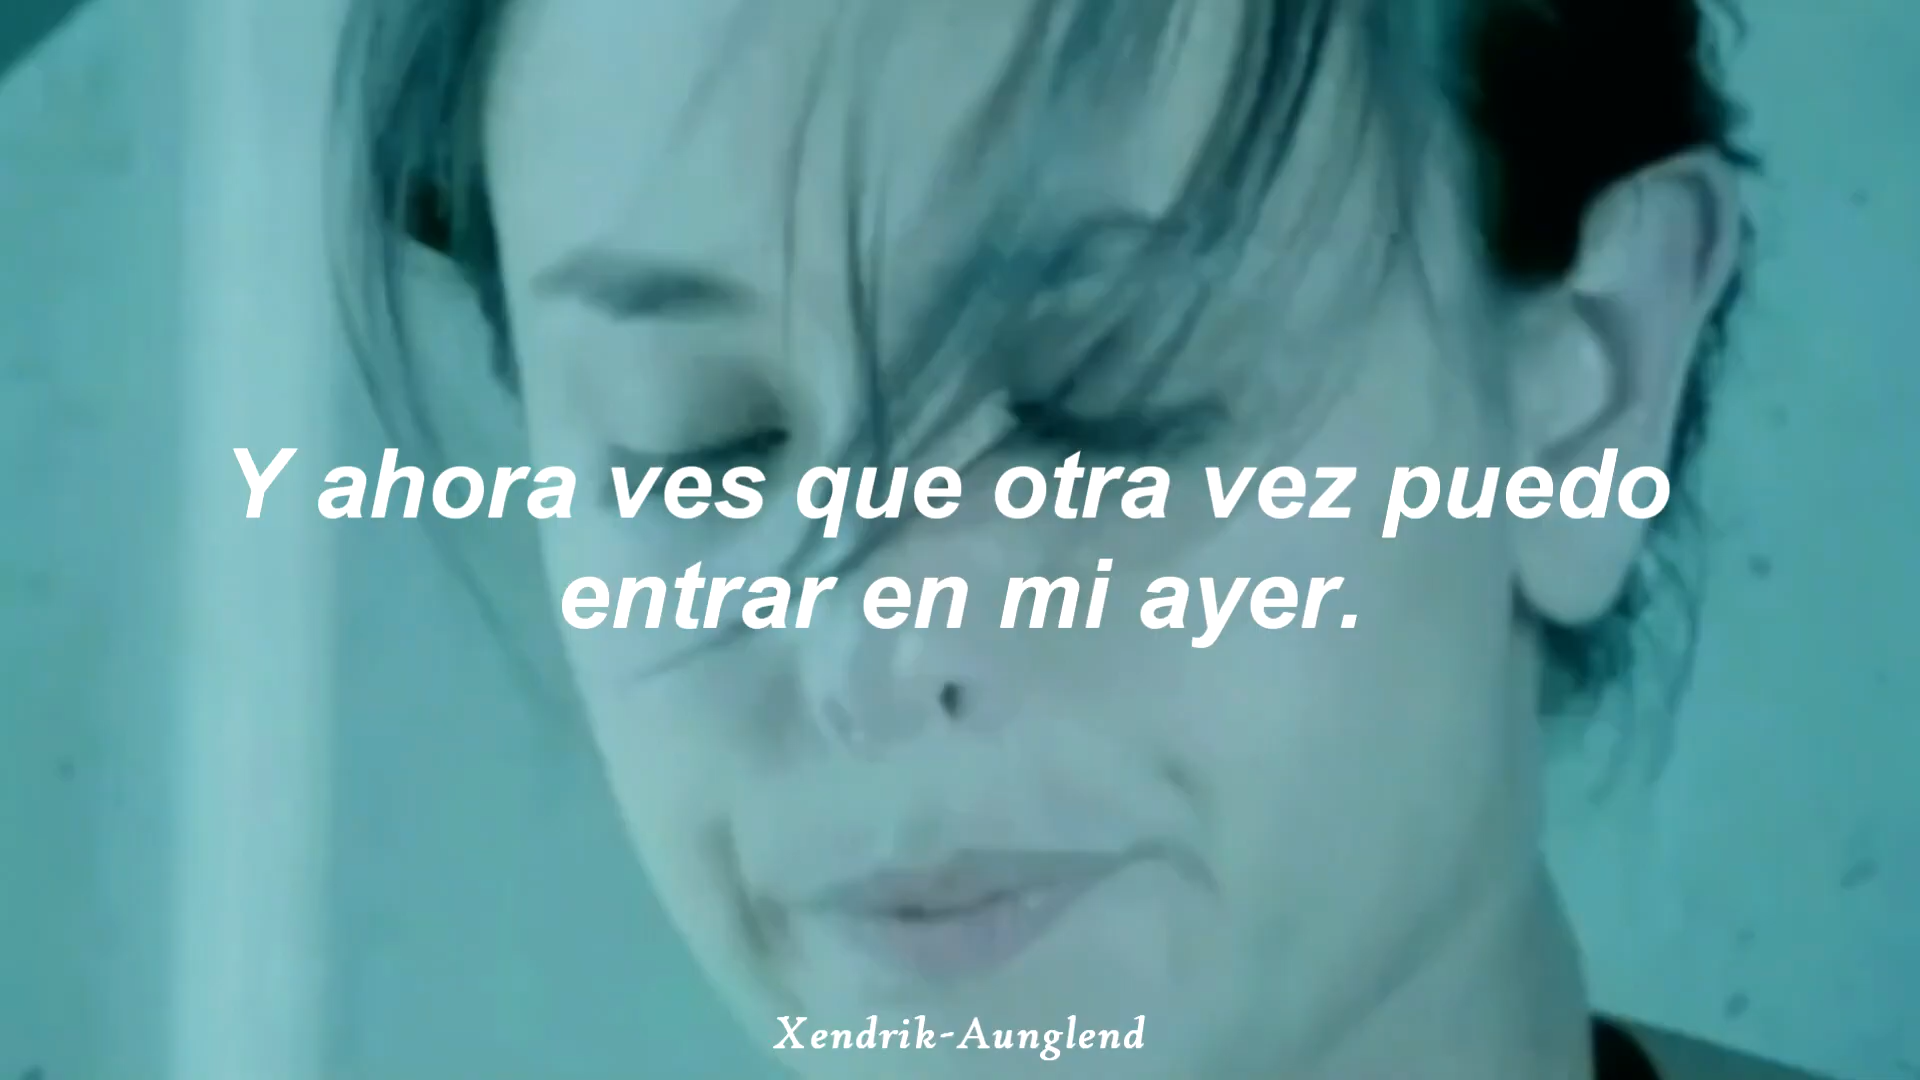 Y ahora ves que otra vez puedo
entrar en mi ayer.
Xendrik-Aunglend